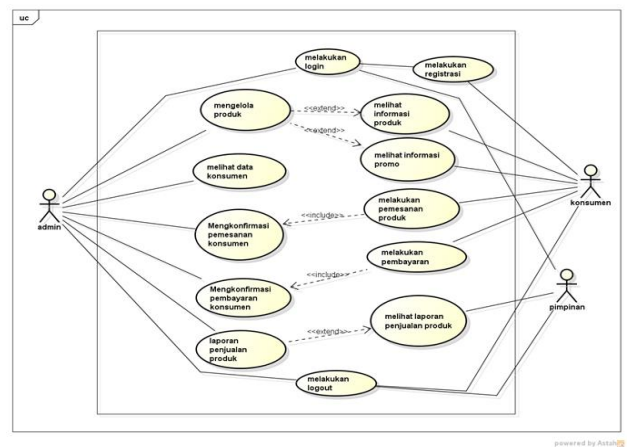 uc
melakukan
login
melakukan
registrasi
mengelola
produk
<<extend>>
melihat
informasi
produk
<<extend>>
melihat informasi
promo
melihat data
konsumen
admin
konsumen
melakukan
pemesanan
produk
<<include>>
Mengkonfirmasi
pemesanan
konsumen
melakukan
pembayaran
<<include>>
Mengkonfirmasi
pembayaran
konsumen
pimpinan
melihat laporan
penjualan produk
<<extend>>
laporan
penjualan
produk
melakukan
logout
powered by Astah